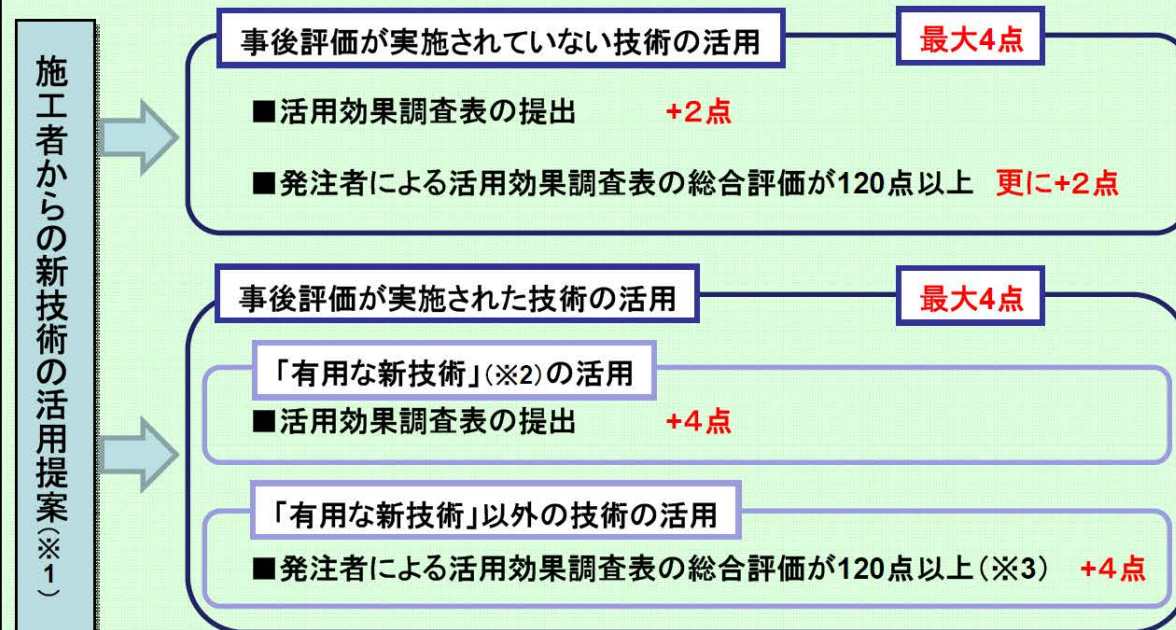 施工者からの新技術の活用提案(※1)
事後評価が実施されていない技術の活用
最大4点
■活用効果調査表の提出 +2点
■発注者による活用効果調査表の総合評価が120点以上 更に+2点
事後評価が実施された技術の活用
最大4点
「有用な新技術」(※2)の活用
■活用効果調査表の提出 +4点
「有用な新技術」以外の技術の活用
■発注者による活用効果調査表の総合評価が120点以上(※3) +4点